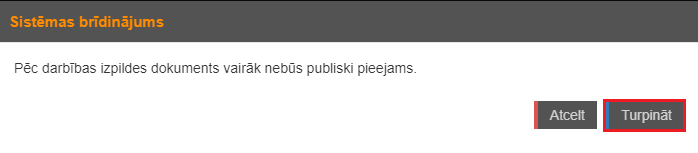 Sistēmas brīdinājums
Pēc darbības izpildes dokuments vairāk nebūs publiski pieejams.
Atcelt Turpināt